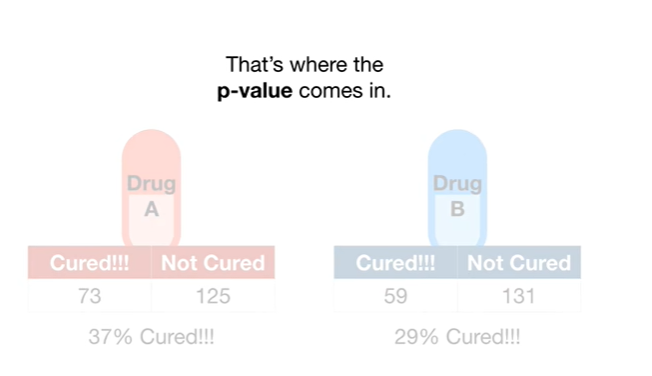 That's where the
p-value comes in.
Drug
A
Drug
B
Cured!!! Not Cured
73 125
Cured!!! Not Cured
59 131
37% Cured!!!
29% Cured!!!